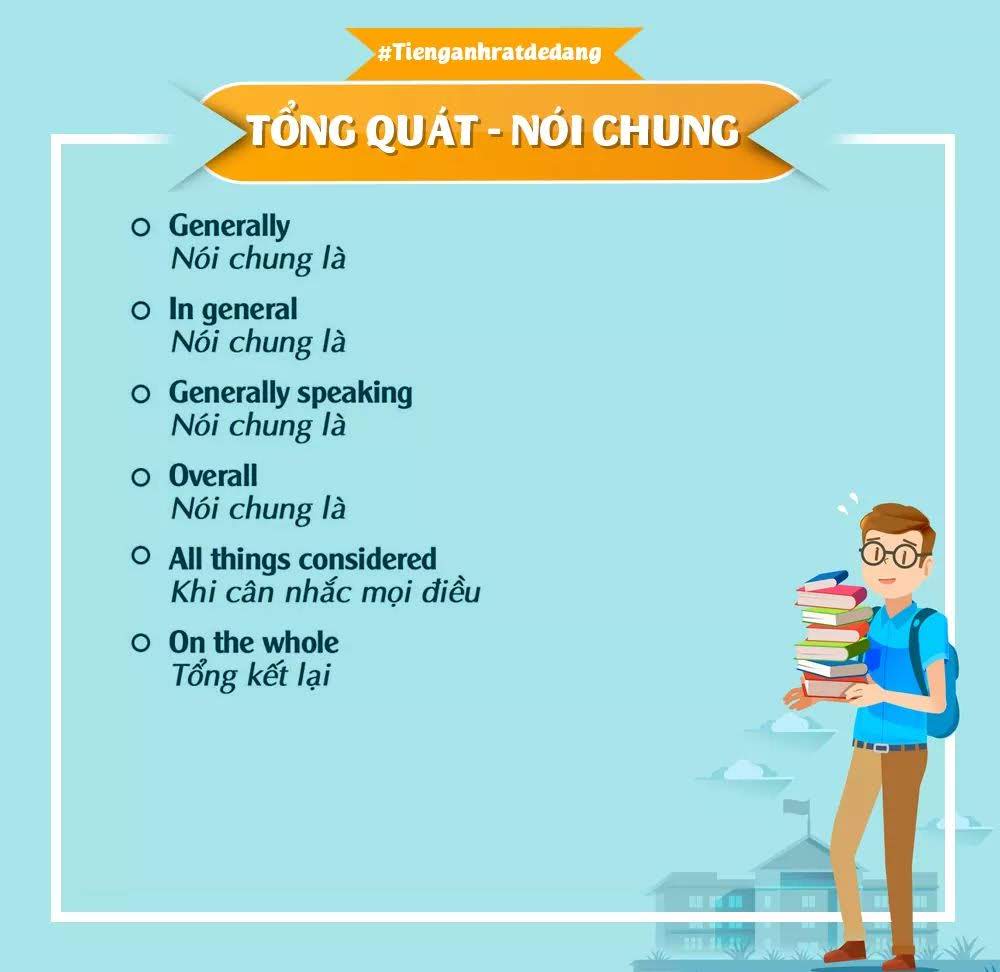 #Tienganhratdedang
TỔNG QUÁT - NÓI CHUNG
Generally
Nói chung là
In general
Nói chung là
Generally speaking
Nói chung là
Overall
Nói chung là
All things considered
Khi cân nhắc mọi điều
On the whole
Tổng kết lại